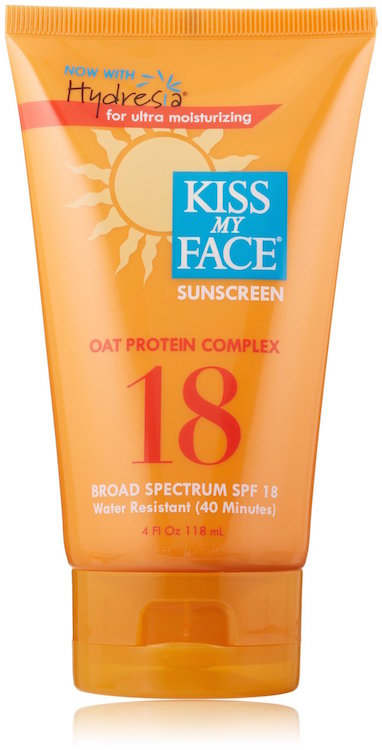 NOW WITH
Hydresia®
for ultra moisturizing
KISS
MY
FACE®
SUNSCREEN
OAT PROTEIN COMPLEX
18
BROAD SPECTRUM SPF 18
Water Resistant (40 Minutes)
4 Fl Oz 118 mL